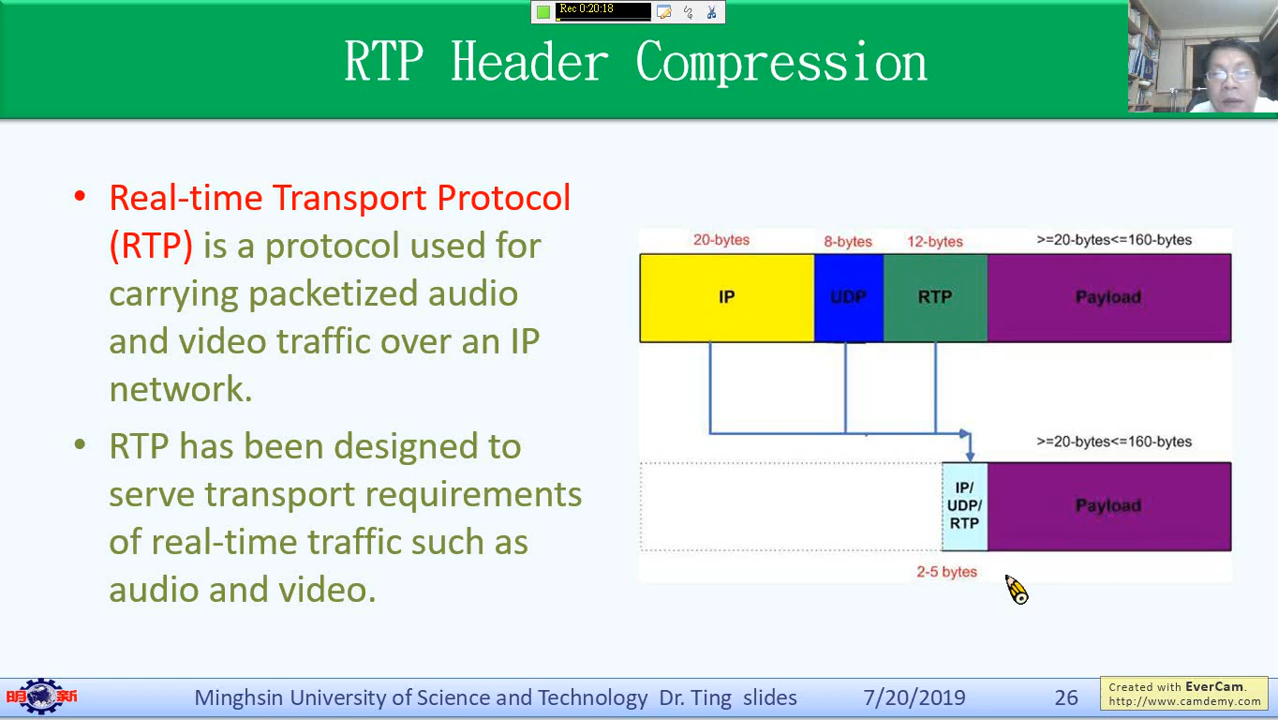 Rec 0:20:18
RTP Header Compression
• Real-time Transport Protocol
(RTP) is a protocol used for
carrying packetized audio
and video traffic over an IP
network.
• RTP has been designed to
serve transport requirements
of real-time traffic such as
audio and video.
20-bytes 8-bytes 12-bytes >=20-bytes<=160-bytes
IP UDP RTP Payload
>=20-bytes<=160-bytes
IP/
UDP/
RTP
Payload
2-5 bytes
明 新
Minghsin University of Science and Technology Dr. Ting slides 7/20/2019 26
Created with EverCam.
http://www.camdemy.com